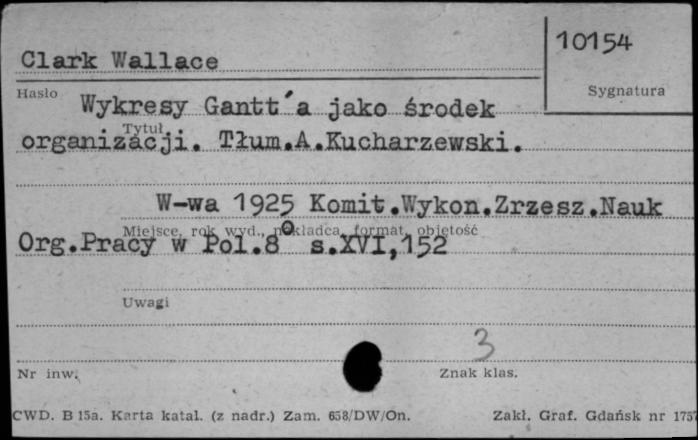 10154
Clark Wallace
Hasło
Sygnatura
Wykresy Gantt´a jako środek
Tytuł
organizacji. Tłum.A.Kucharzewski.
W-wa 1925 Komit.Wykon.Zrzesz.Nauk
Miejsce, rok wyd., nakładca, format, objętość
Org.Pracy w Pol.8° s.XVI,152
Uwagi
3
Nr inw.
Znak klas.
CWD. B 15a. Karta katal. (z nadr.) Zam. 658/DW/On.
Zakł. Graf. Gdańsk nr 1757